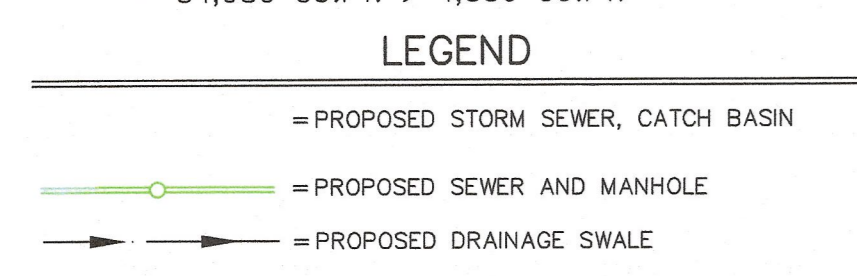 LEGEND
= PROPOSED STORM SEWER, CATCH BASIN
= PROPOSED SEWER AND MANHOLE
= PROPOSED DRAINAGE SWALE